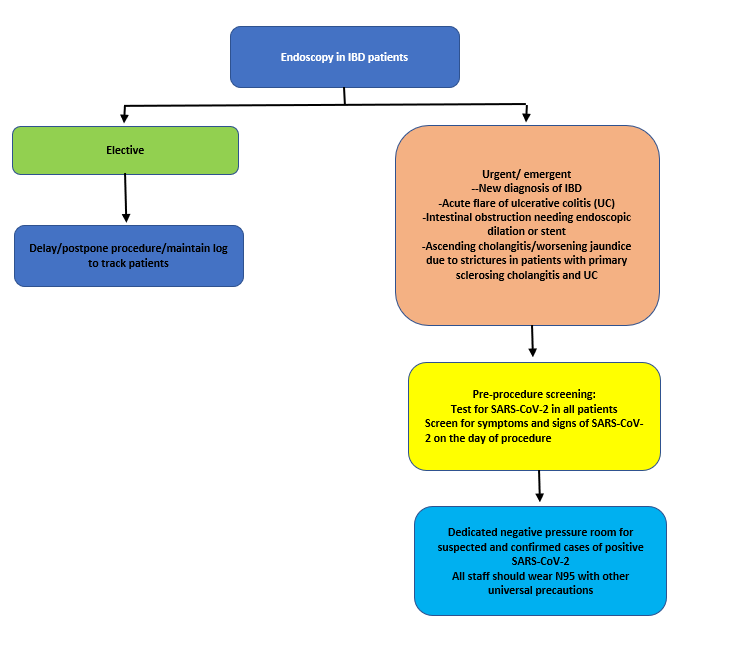 Endoscopy in IBD patients
Elective
Delay/postpone procedure/maintain log
to track patients
Urgent/ emergent
--New diagnosis of IBD
-Acute flare of ulcerative colitis (UC)
-Intestinal obstruction needing endoscopic
dilation or stent
-Ascending cholangitis/worsening jaundice
due to strictures in patients with primary
sclerosing cholangitis and UC
Pre-procedure screening:
Test for SARS-CoV-2 in all patients
Screen for symptoms and signs of SARS-CoV-
2 on the day of procedure
Dedicated negative pressure room for
suspected and confirmed cases of positive
SARS-CoV-2
All staff should wear N95 with other
universal precautions